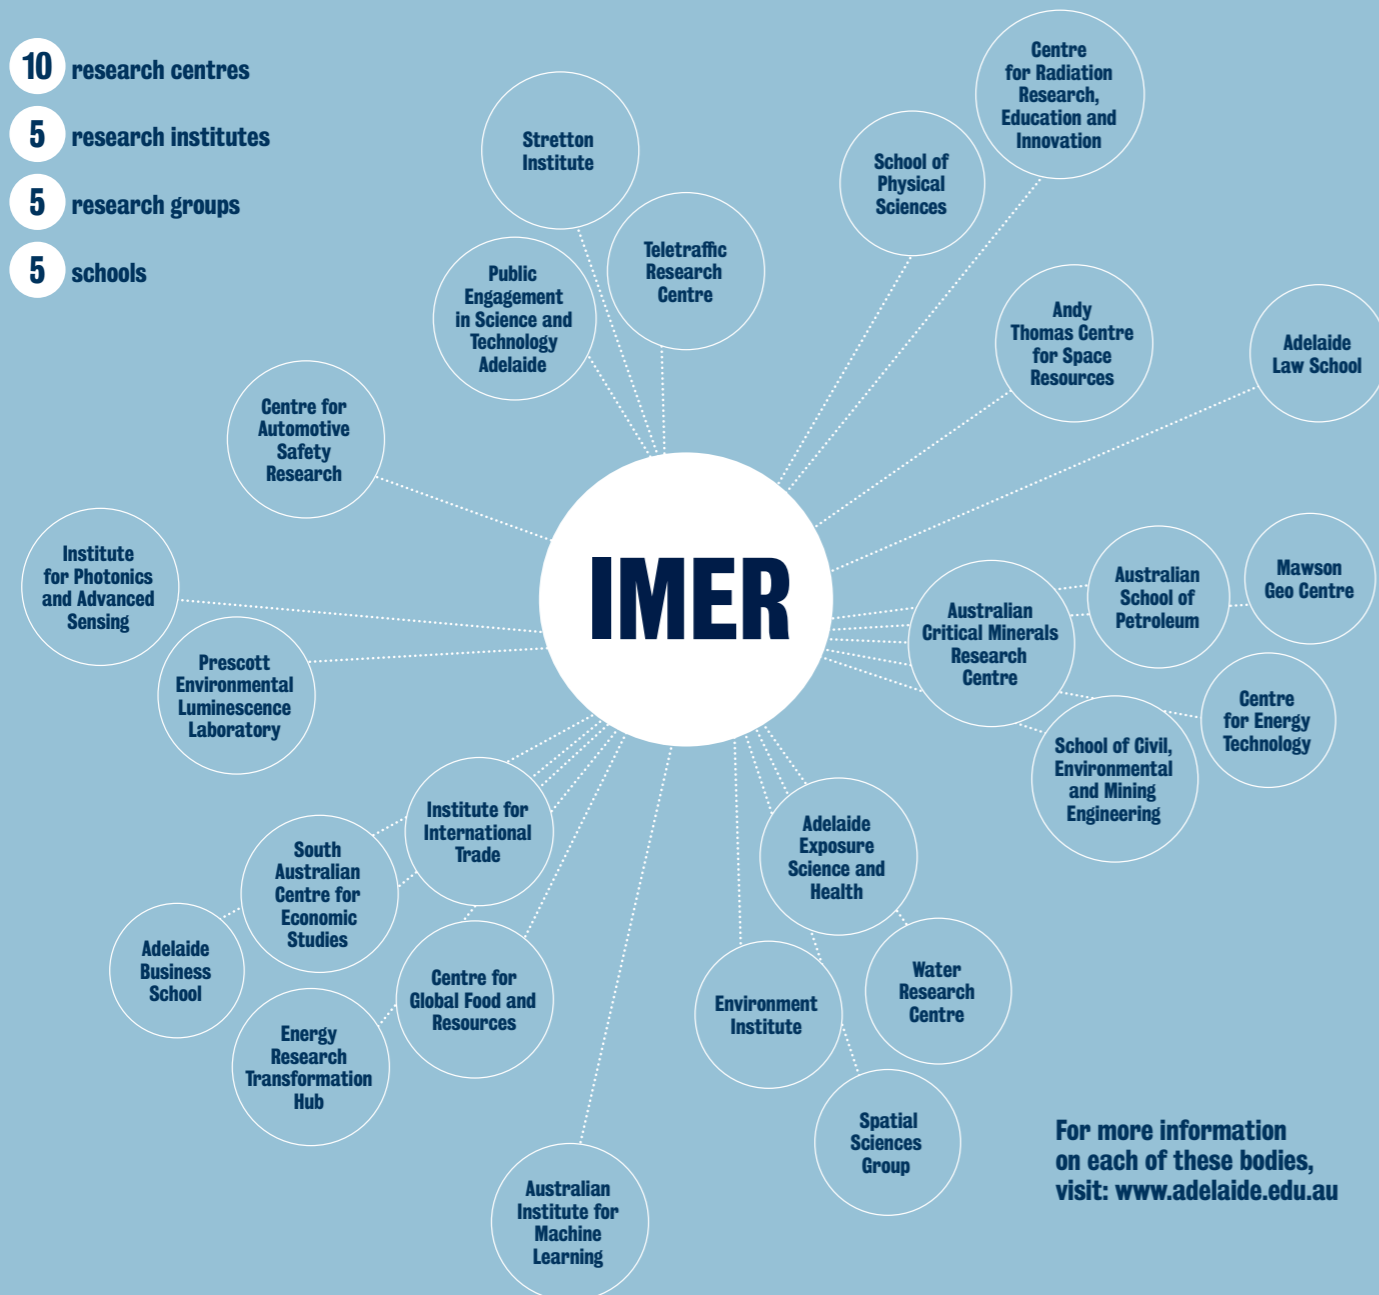 10 research centres
5 research institutes
5 research groups
5 schools
Centre
for Radiation
Research,
Education and
Innovation
Stretton
Institute
School of
Physical
Sciences
Teletraffic
Research
Centre
Public
Engagement
in Science and
Technology
Adelaide
Andy
Thomas Centre
for Space
Resources
Adelaide
Law School
Centre for
Automotive
Safety
Research
IMER
Institute
for Photonics
and Advanced
Sensing
Australian
School of
Petroleum
Mawson
Geo Centre
Australian
Critical Minerals
Research
Centre
Prescott
Environmental
Luminescence
Laboratory
Centre
for Energy
Technology
School of Civil,
Environmental
and Mining
Engineering
Institute for
International
Trade
Adelaide
Exposure
Science and
Health
South
Australian
Centre for
Economic
Studies
Adelaide
Business
School
Centre for
Global Food and
Resources
Environment
Institute
Water
Research
Centre
Energy
Research
Transformation
Hub
Spatial
Sciences
Group
Australian
Institute for
Machine
Learning
For more information
on each of these bodies,
visit: www.adelaide.edu.au